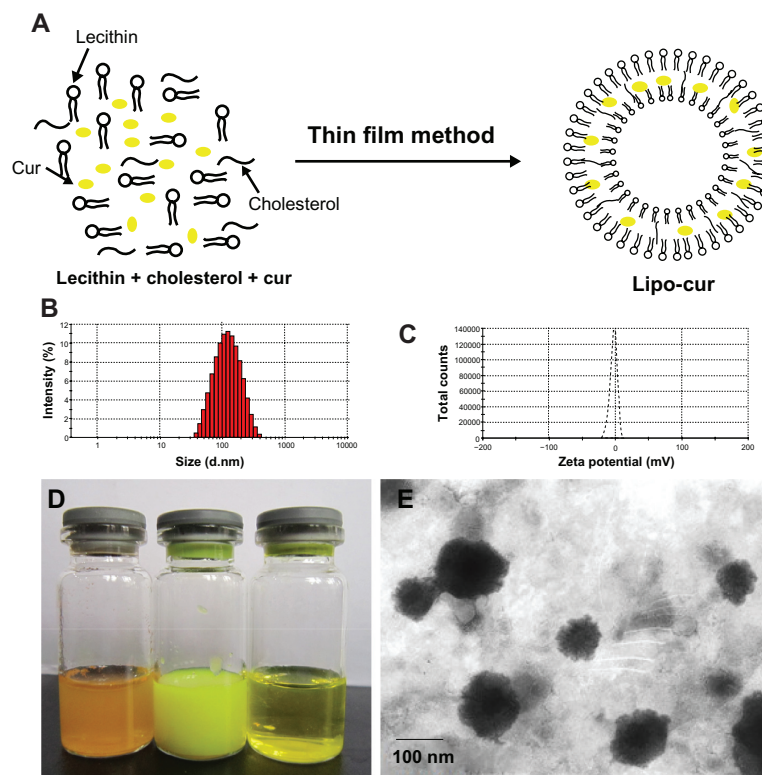 A
Lecithin
Cur
Cholesterol
Lecithin + cholesterol + cur
Thin film method
Lipo-cur
B
Intensity (%)
12
10
8
6
4
2
0
1
10
100
1000
10000
Size (d.nm)
C
Total counts
140000
120000
100000
80000
60000
40000
20000
0
−200
−100
0
100
200
Zeta potential (mV)
D
E
100 nm